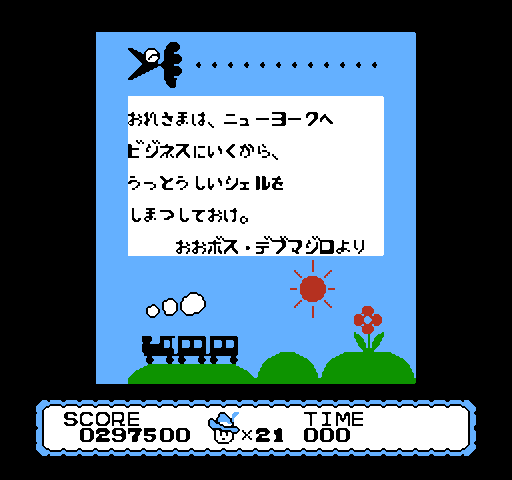 おれさまは、ニューヨークへ
ビジネスにいくから、
うっとうしいシェルを
しまつしておけ。
おおボス・デブマジロより
SCORE TIME
0297500 ×21 000